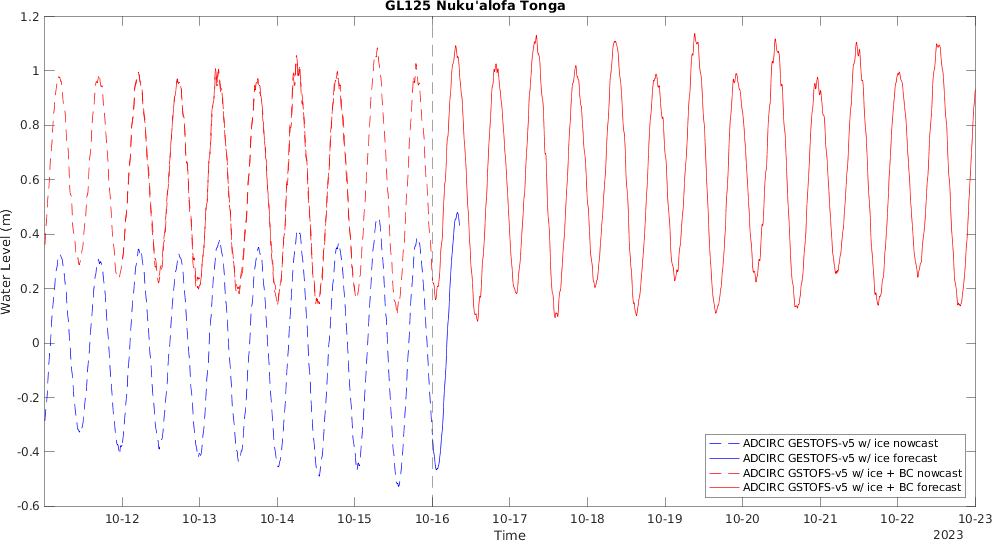 GL125 Nuku'alofa Tonga
1.2
1
0.8
0.6
0.4
0.2
0
-0.2
-0.4
-0.6
Water Level (m)
ADCIRC GESTOFS-v5 w/ ice nowcast
ADCIRC GESTOFS-v5 w/ ice forecast
ADCIRC GSTOFS-v5 w/ ice + BC nowcast
ADCIRC GSTOFS-v5 w/ ice + BC forecast
10-12 10-13 10-14 10-15 10-16 10-17 10-18 10-19 10-20 10-21 10-22 10-23
Time
2023